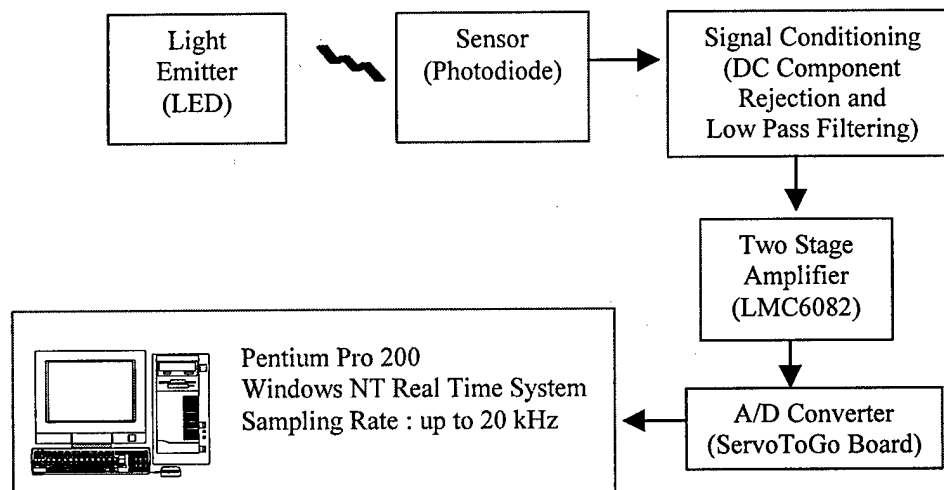 Light
Emitter
(LED)
Sensor
(Photodiode)
Signal Conditioning
(DC Component
Rejection and
Low Pass Filtering)
Two Stage
Amplifier
(LMC6082)
A/D Converter
(ServoToGo Board)
Pentium Pro 200
Windows NT Real Time System
Sampling Rate : up to 20 kHz